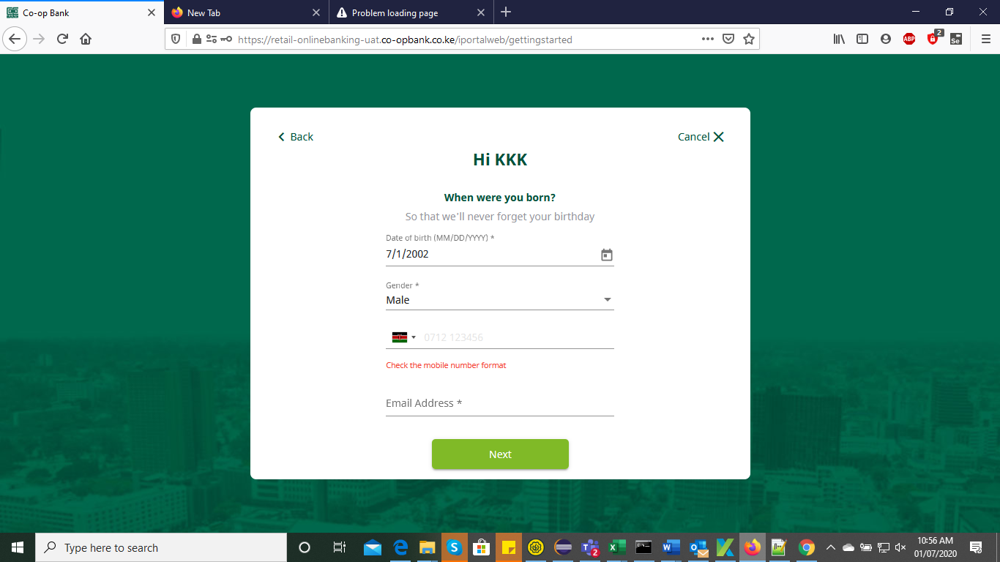 Co-op Bank
New Tab
Problem loading page
https://retail-onlinebanking-uat.co-opbank.co.ke/iportalweb/gettingstarted
ABP
2
Se
Back
Cancel
Hi KKK
When were you born?
So that we'll never forget your birthday
Date of birth (MM/DD/YYYY) *
7/1/2002
Gender *
Male
0712 123456
Check the mobile number format
Email Address *
Next
Type here to search
2
10:56 AM
01/07/2020